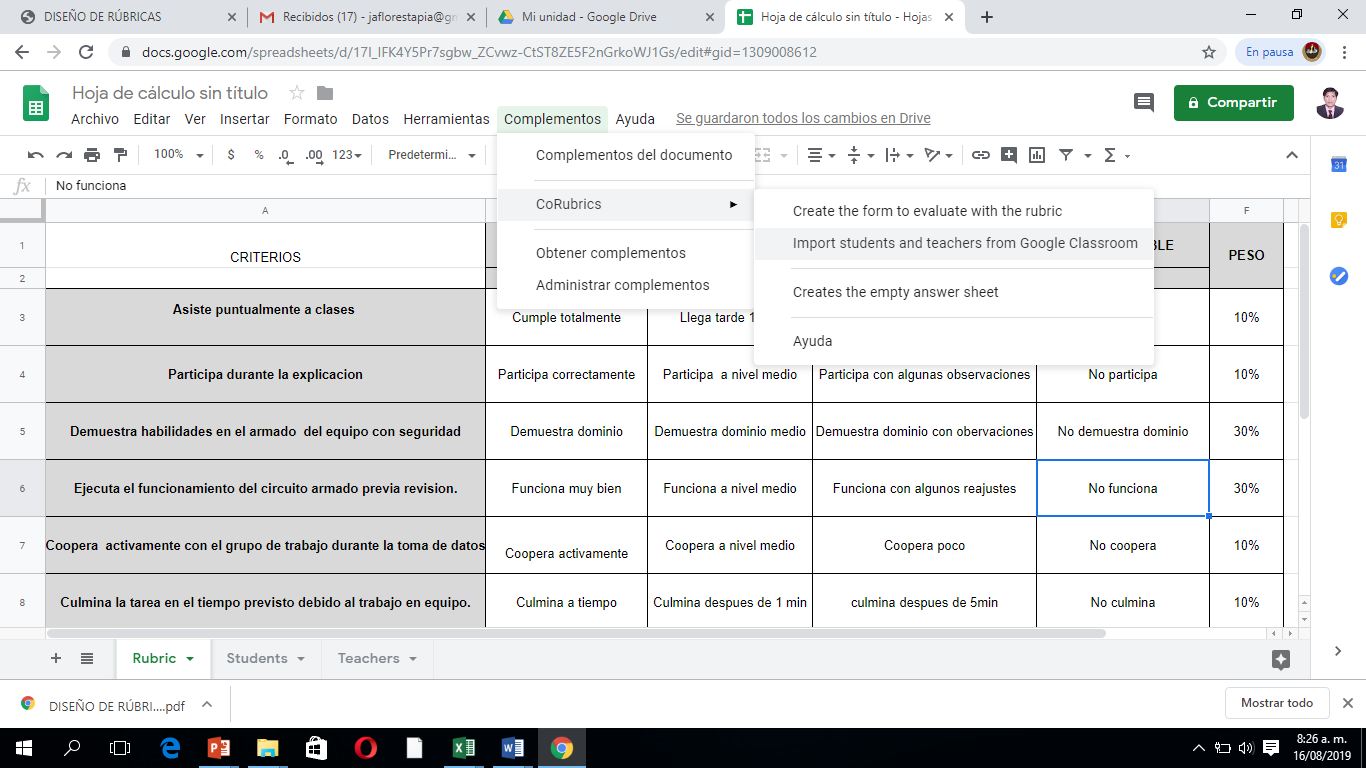 DISEÑO DE RÚBRICAS
Recibidos (17) - jaflorestapia@gm
Mi unidad - Google Drive
Hoja de cálculo sin título - Hojas
docs.google.com/spreadsheets/d/17I_IFK4Y5Pr7sgbw_ZCvwz-CtST8ZE5F2nGrkoWJ1Gs/edit#gid=1309008612
En pausa
Hoja de cálculo sin título
Compartir
Archivo Editar Ver Insertar Formato Datos Herramientas Complementos Ayuda Se guardaron todos los cambios en Drive
100% $ % .0 .00 123 Predetermi...
31
Complementos del documento
CoRubrics
Obtener complementos
Administrar complementos
Create the form to evaluate with the rubric
Import students and teachers from Google Classroom
Creates the empty answer sheet
Ayuda
fx No funciona
A F
1 CRITERIOS BLE PESO
2
3 Asiste puntualmente a clases Cumple totalmente Llega tarde 1 10%
4 Participa durante la explicacion Participa correctamente Participa a nivel medio Participa con algunas observaciones No participa 10%
5 Demuestra habilidades en el armado del equipo con seguridad Demuestra dominio Demuestra dominio medio Demuestra dominio con obervaciones No demuestra dominio 30%
6 Ejecuta el funcionamiento del circuito armado previa revision. Funciona muy bien Funciona a nivel medio Funciona con algunos reajustes No funciona 30%
7 Coopera activamente con el grupo de trabajo durante la toma de datos Coopera activamente Coopera a nivel medio Coopera poco No coopera 10%
8 Culmina la tarea en el tiempo previsto debido al trabajo en equipo. Culmina a tiempo Culmina despues de 1 min culmina despues de 5min No culmina 10%
Rubric Students Teachers
DISEÑO DE RÚBRI....pdf
Mostrar todo
8:26 a. m.
16/08/2019